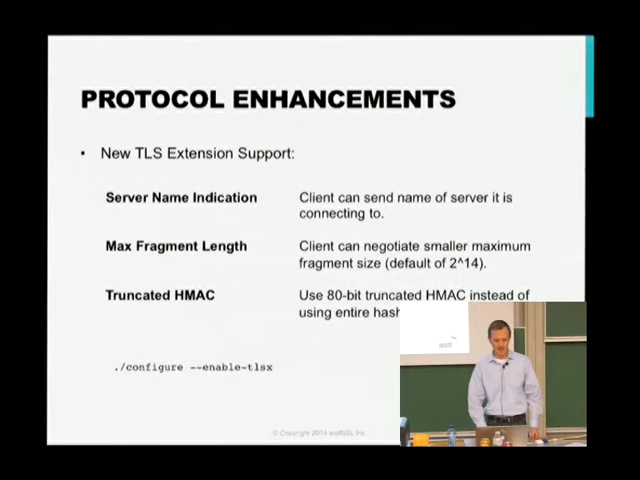 PROTOCOL ENHANCEMENTS
• New TLS Extension Support:
Server Name Indication Client can send name of server it is
connecting to.
Max Fragment Length Client can negotiate smaller maximum
fragment size (default of 2^14).
Truncated HMAC Use 80-bit truncated HMAC instead of
using entire hash
./configure --enable-tlsx
© Copyright 2014 wolfSSL Inc.